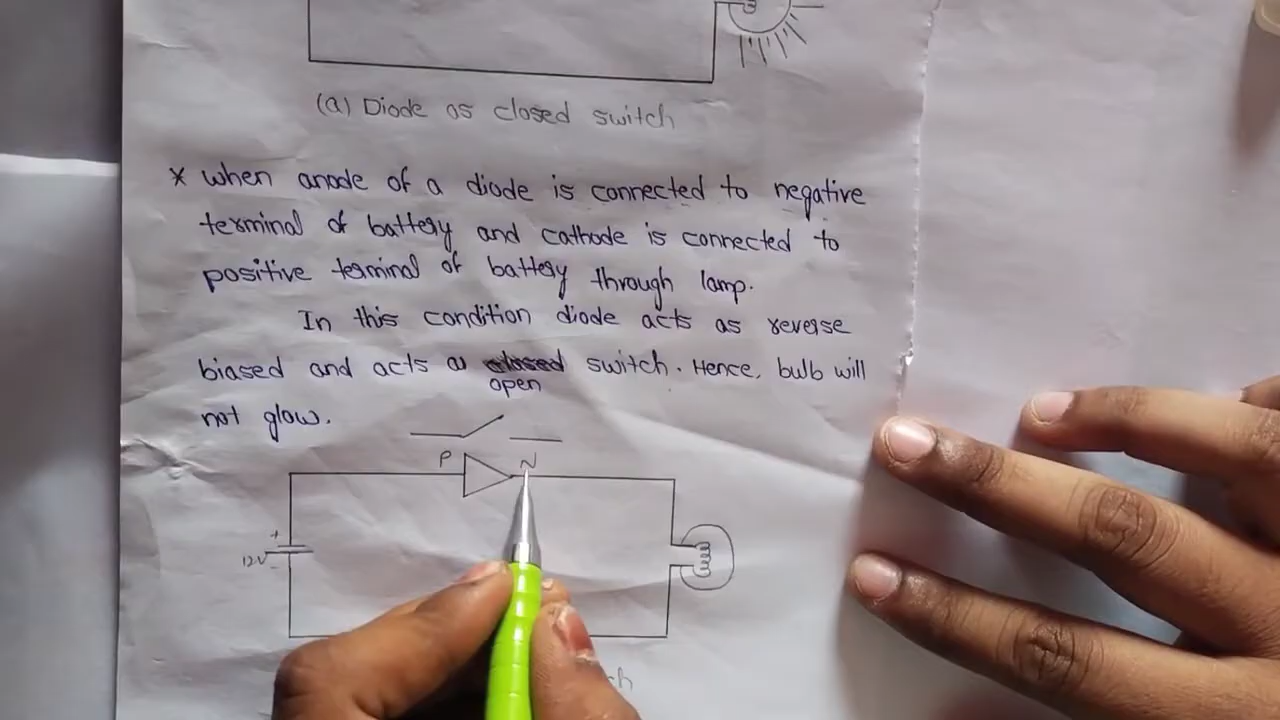 (a) Diode as closed switch
* when anode of a diode is connected to negative
terminal of battery and cathode is connected to
positive terminal of battery through lamp.
In this condition diode acts as reverse
biased and acts a closed switch. Hence, bulb will
open
not glow.
P N
+
12V
-